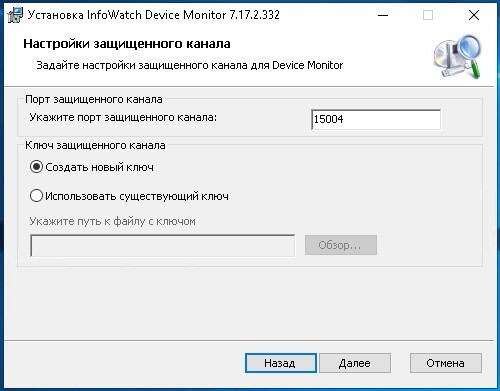 Установка InfoWatch Device Monitor 7.17.2.332
Настройки защищенного канала
Задайте настройки защищенного канала для Device Monitor
Порт защищенного канала
Укажите порт защищенного канала:
15004
Ключ защищенного канала
Создать новый ключ
Использовать существующий ключ
Укажите путь к файлу с ключом
Обзор...
Назад
Далее
Отмена